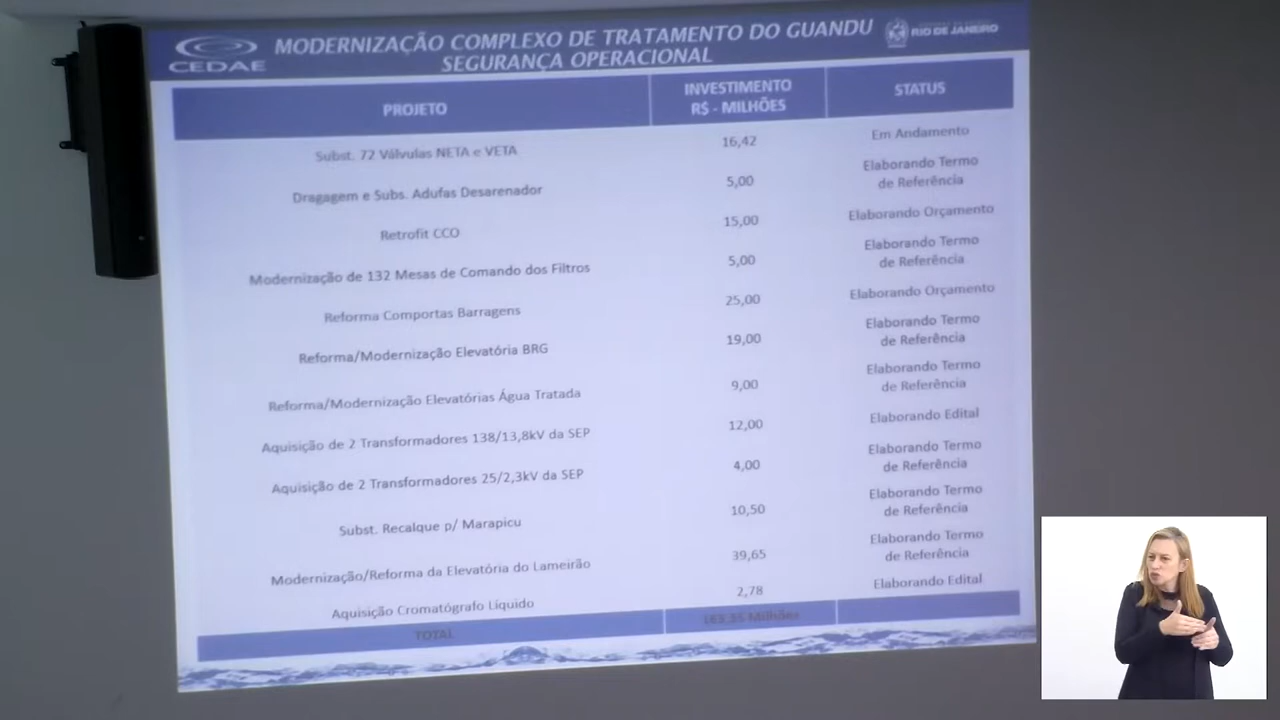 CEDAE
MODERNIZAÇÃO COMPLEXO DE TRATAMENTO DO GUANDU
SEGURANÇA OPERACIONAL
RIO DE JANEIRO
PROJETO
INVESTIMENTO
R$ - MILHÕES
STATUS
Subst. 72 Válvulas NETA e VETA 16,42 Em Andamento
Dragagem e Subs. Adufas Desarenador 5,00 Elaborando Termo
de Referência
Retrofit CCO 15,00 Elaborando Orçamento
Modernização de 132 Mesas de Comando dos Filtros 5,00 Elaborando Termo
de Referência
Reforma Comportas Barragens 25,00 Elaborando Orçamento
Reforma/Modernização Elevatória BRG 19,00 Elaborando Termo
de Referência
Reforma/Modernização Elevatórias Água Tratada 9,00 Elaborando Termo
de Referência
Aquisição de 2 Transformadores 138/13,8kV da SEP 12,00 Elaborando Edital
Aquisição de 2 Transformadores 25/2,3kV da SEP 4,00 Elaborando Termo
de Referência
Subst. Recalque p/ Marapicu 10,50 Elaborando Termo
de Referência
Modernização/Reforma da Elevatória do Lameirão 39,65 Elaborando Termo
de Referência
Aquisição Cromatógrafo Líquido 2,78 Elaborando Edital
TOTAL 163,35 Milhões